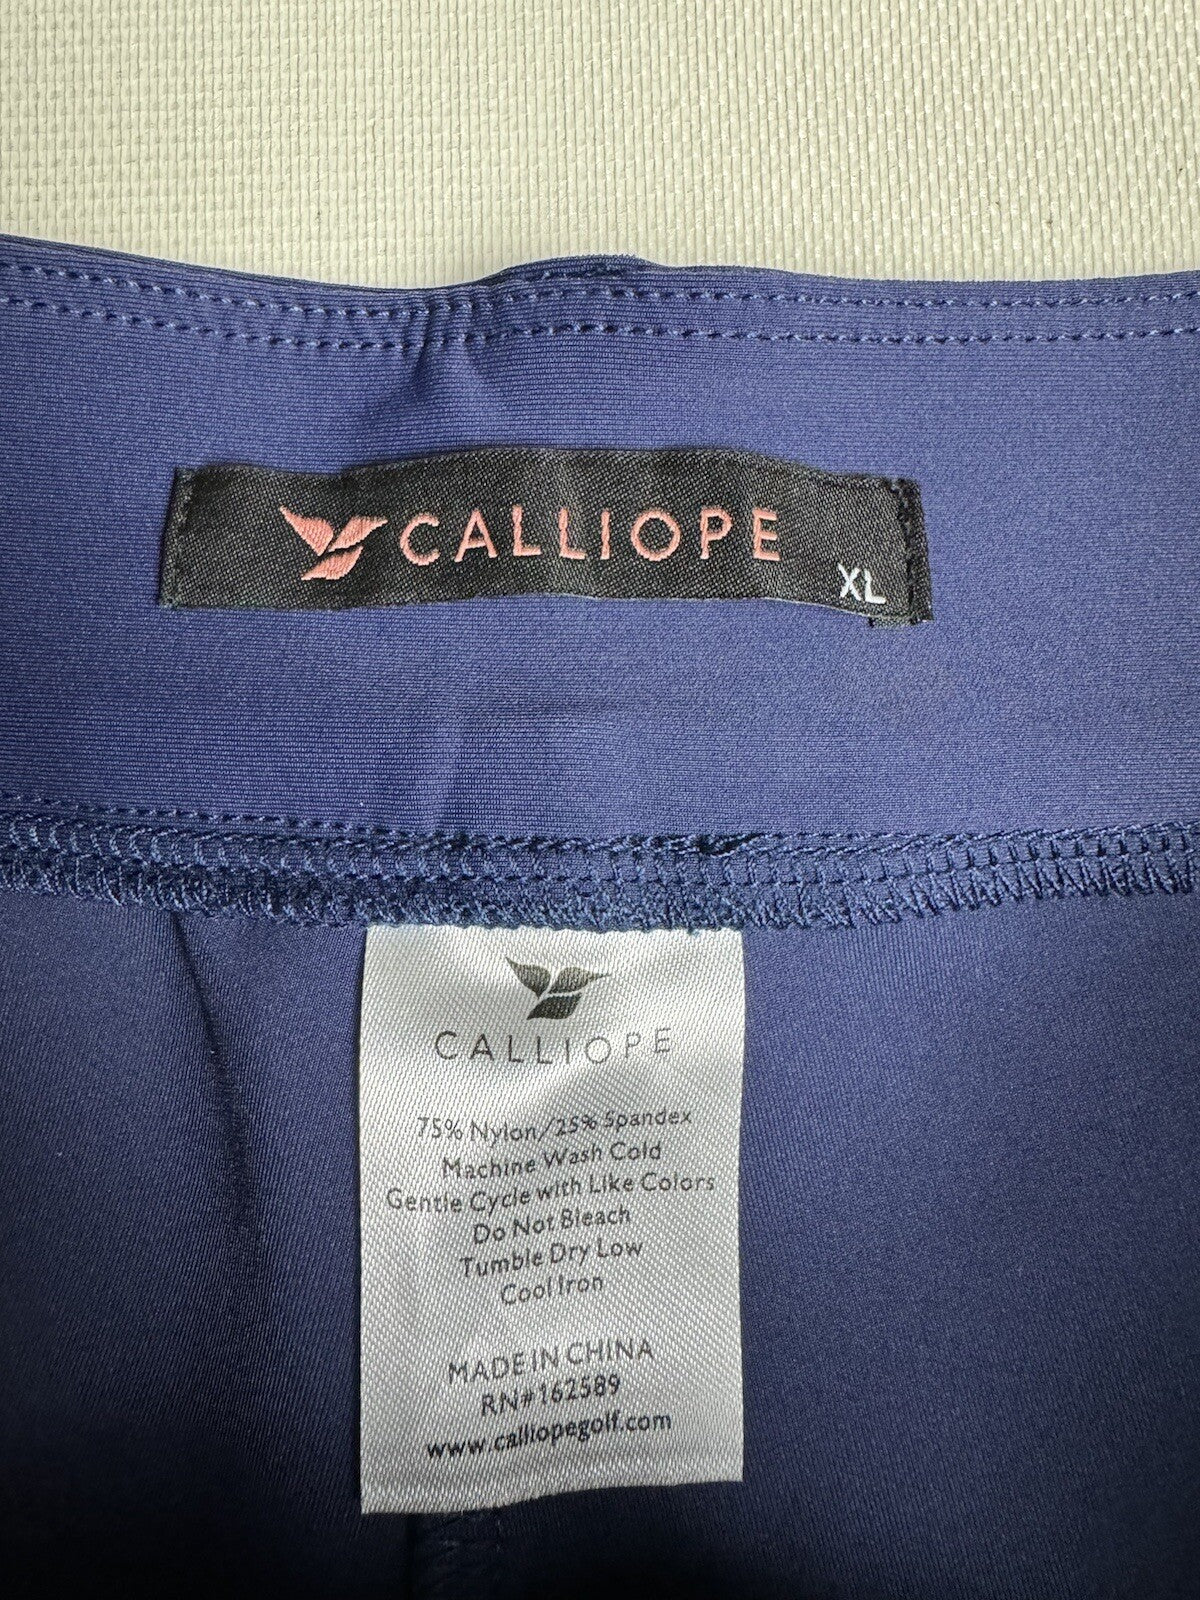 CALLIOPE
XL
CALLIOPE
75% Nylon/25% Spandex
Machine Wash Cold
Gentle Cycle with Like Colors
Do Not Bleach
Tumble Dry Low
Cool Iron
MADE IN CHINA
RN#162589
www.calliopegolf.com